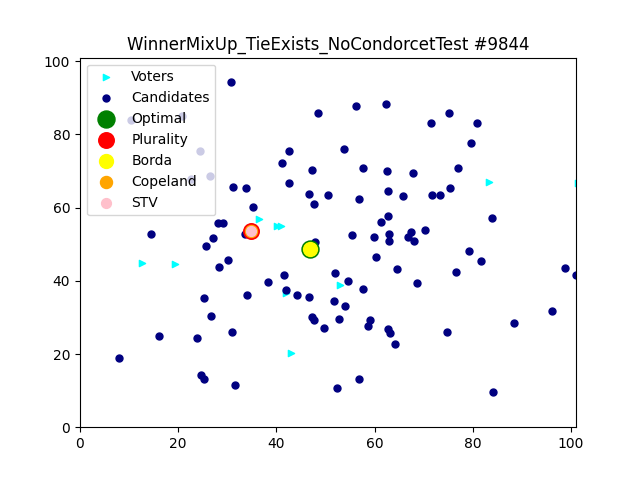 WinnerMixUp_TieExists_NoCondorcetTest #9844
100
80
60
40
20
0
0 20 40 60 80 100
Voters
Candidates
Optimal
Plurality
Borda
Copeland
STV